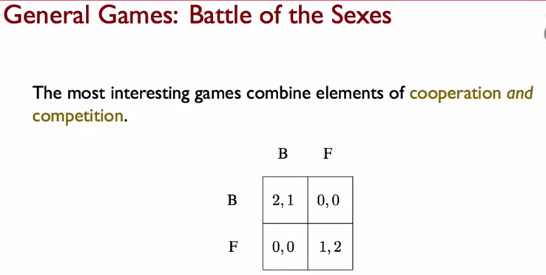 General Games: Battle of the Sexes
The most interesting games combine elements of cooperation and
competition.
B F
B 2, 1 0, 0
F 0, 0 1, 2